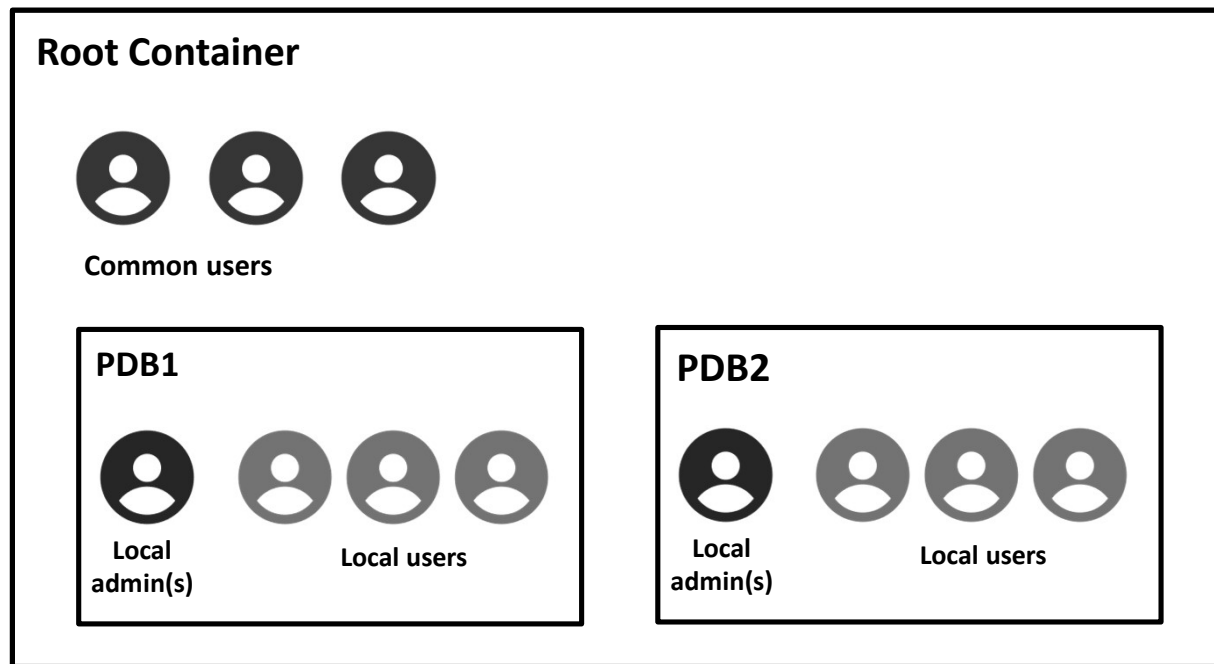 Root Container
Common users
PDB1
Local
admin(s)
Local users
PDB2
Local
admin(s)
Local users